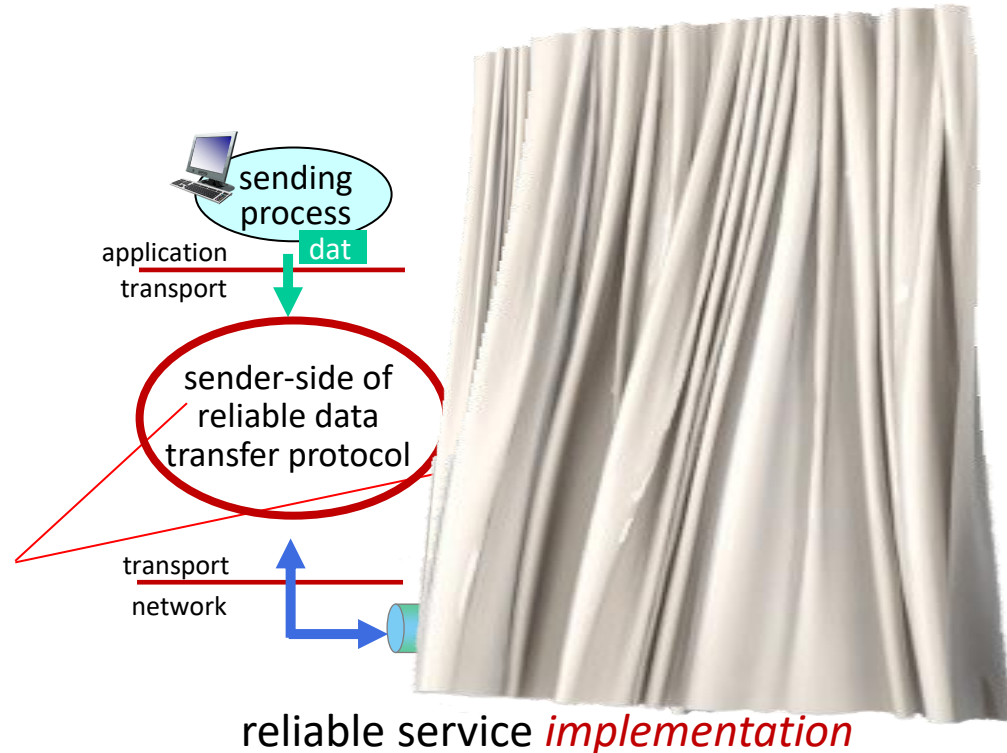 sending
process
dat
application
transport
sender-side of
reliable data
transfer protocol
transport
network
reliable service implementation